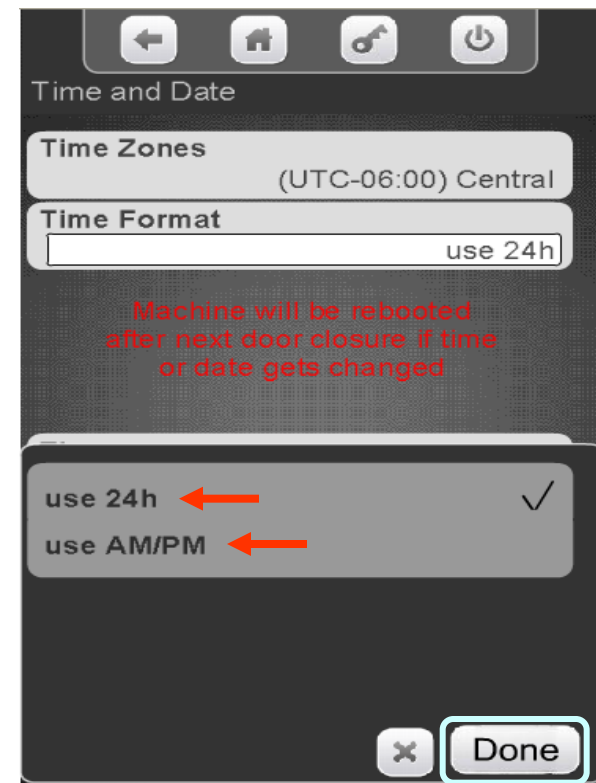 Time and Date
Time Zones
(UTC-06:00) Central
Time Format
use 24h
Machine will be rebooted
after next door closure if time
or date gets changed
use 24h
use AM/PM
Done